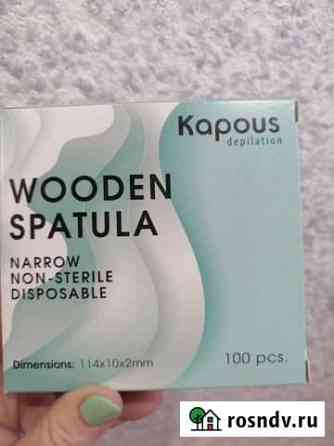 Kapous
depilation
WOODEN
SPATULA
NARROW
NON-STERILE
DISPOSABLE
Dimensions: 114x10x2mm
100 pcs.
rosndv.ru